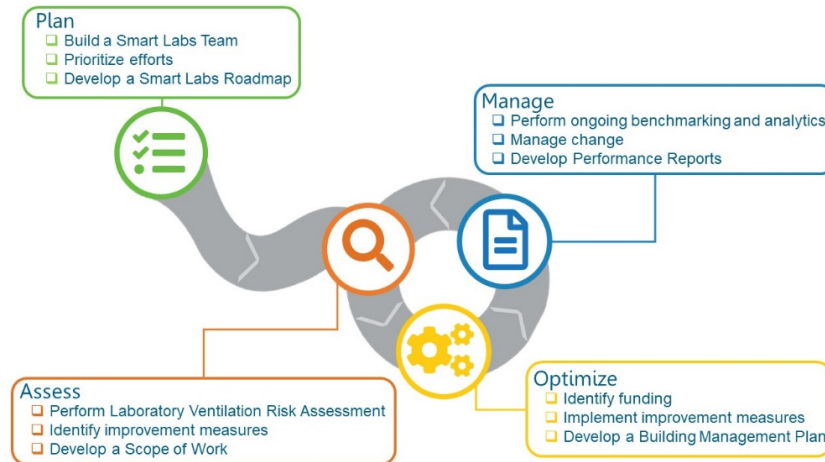 Plan
Build a Smart Labs Team
Prioritize efforts
Develop a Smart Labs Roadmap
Manage
Perform ongoing benchmarking and analytics
Manage change
Develop Performance Reports
Assess
Perform Laboratory Ventilation Risk Assessment
Identify improvement measures
Develop a Scope of Work
Optimize
Identify funding
Implement improvement measures
Develop a Building Management Plan